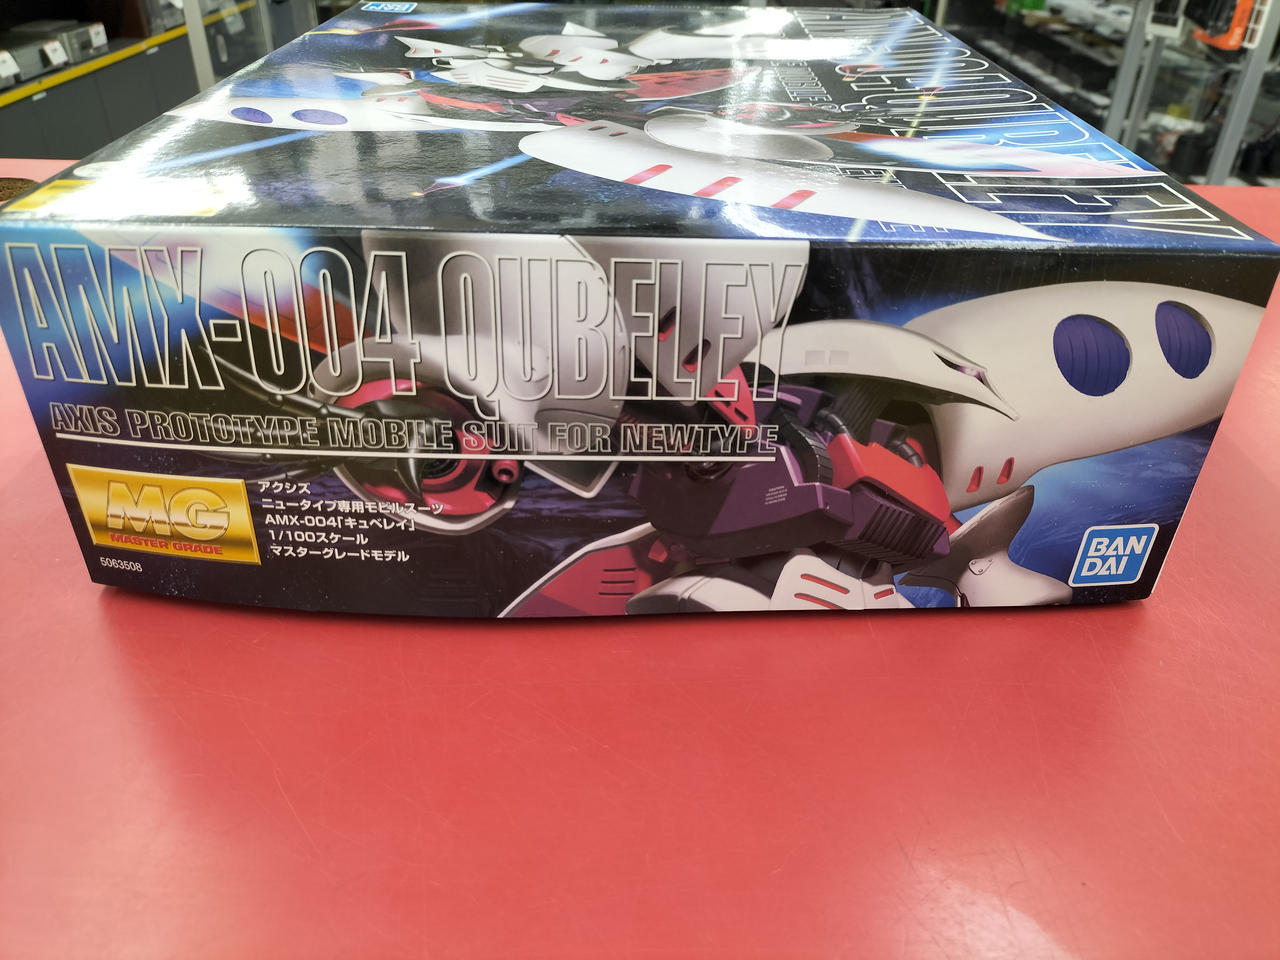 AMX-004 QUBELEY
AMX-004 QUBELEY
AXIS PROTOTYPE MOBILE SUIT FOR NEWTYPE
MG
MASTER GRADE
アクシズ
ニュータイプ専用モビルスーツ
AMX-004「キュベレイ」
1/100スケール
マスターグレードモデル
5063508
BAN
DAI